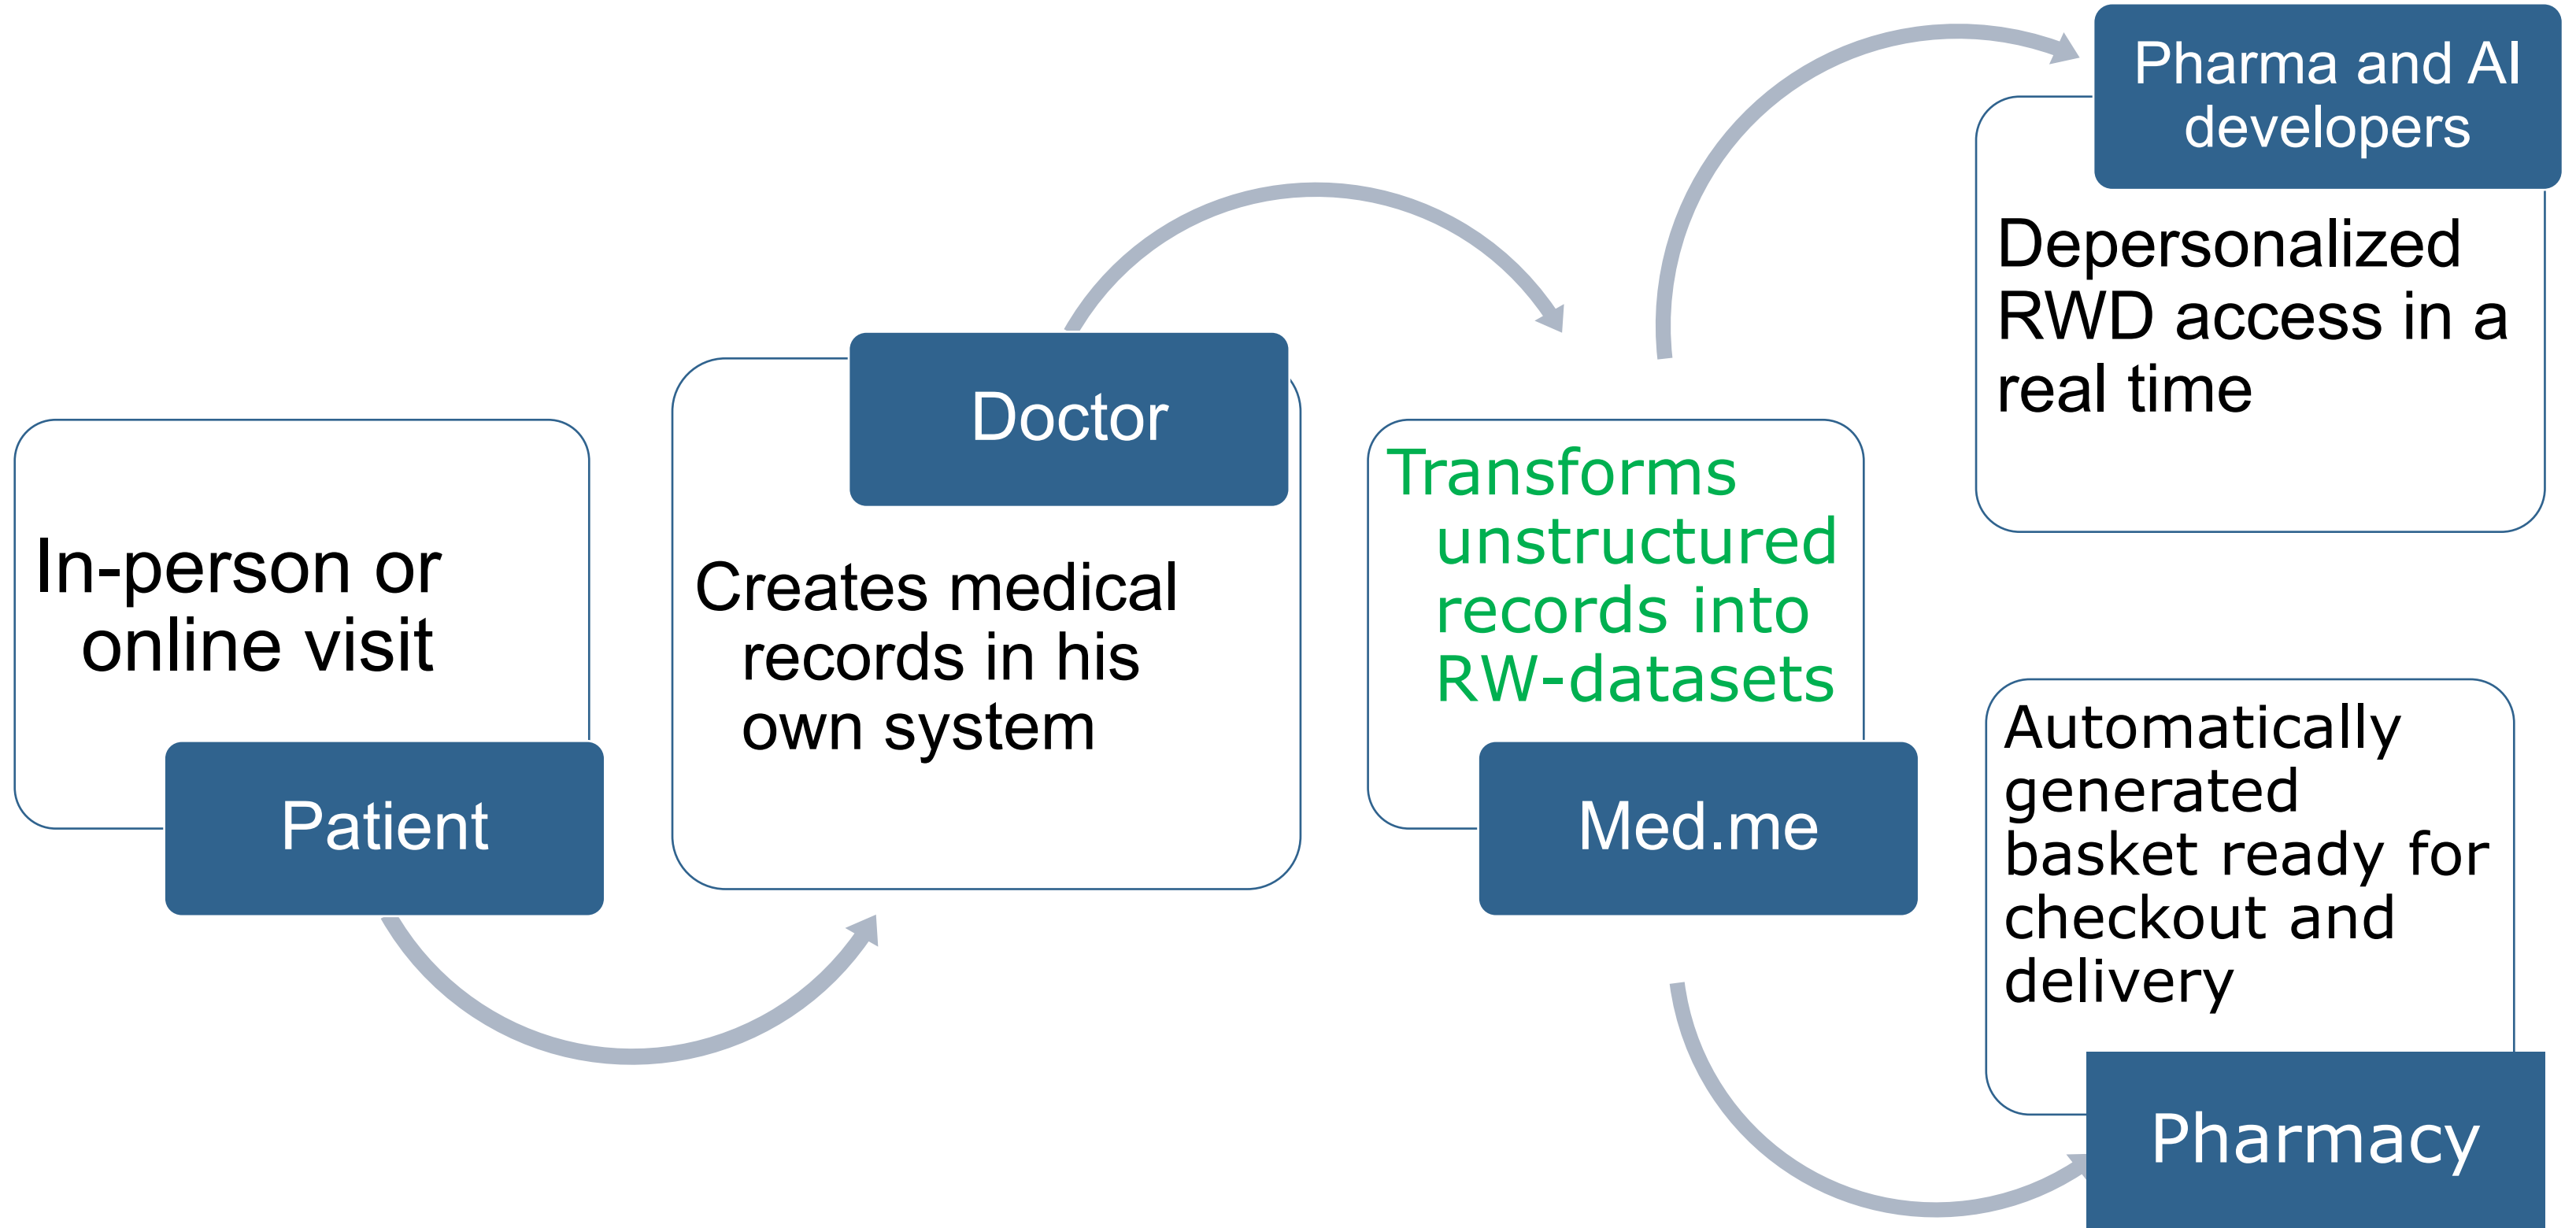 In-person or
online visit
Patient
Doctor
Creates medical
records in his
own system
Transforms
unstructured
records into
RW-datasets
Med.me
Pharma and AI
developers
Depersonalized
RWD access in a
real time
Automatically
generated
basket ready for
checkout and
delivery
Pharmacy